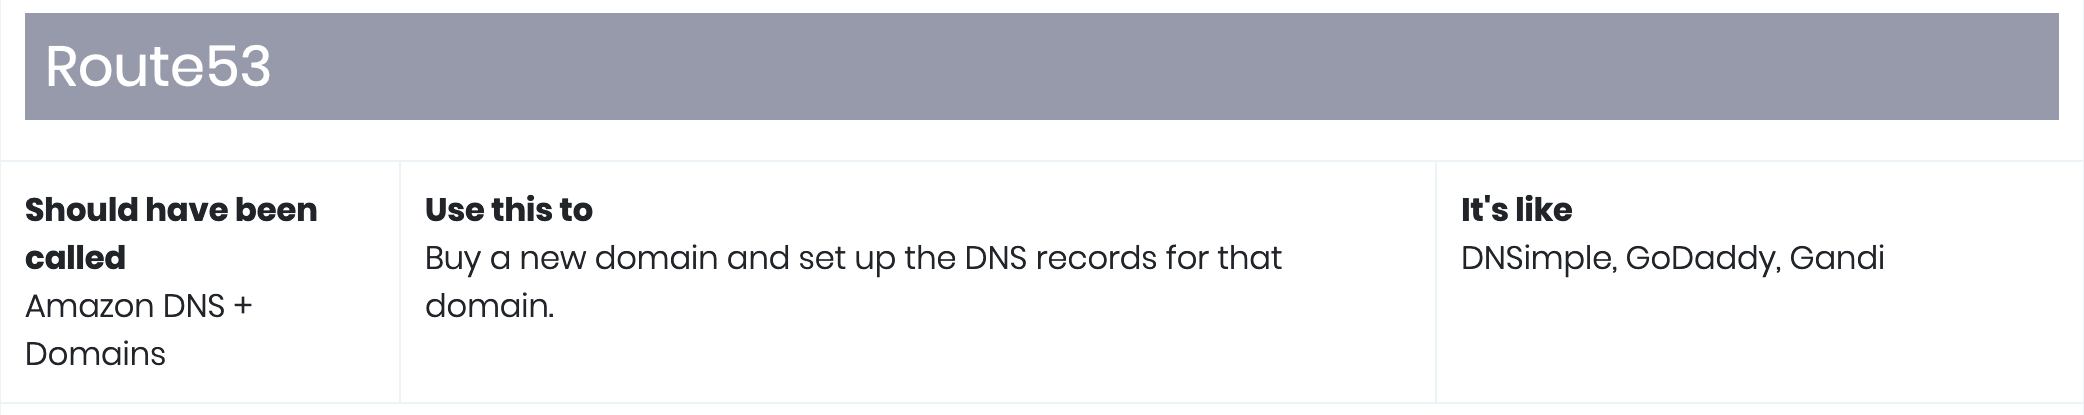 Route53
Should have been
called
Amazon DNS +
Domains
Use this to
Buy a new domain and set up the DNS records for that
domain.
It's like
DNSimple, GoDaddy, Gandi